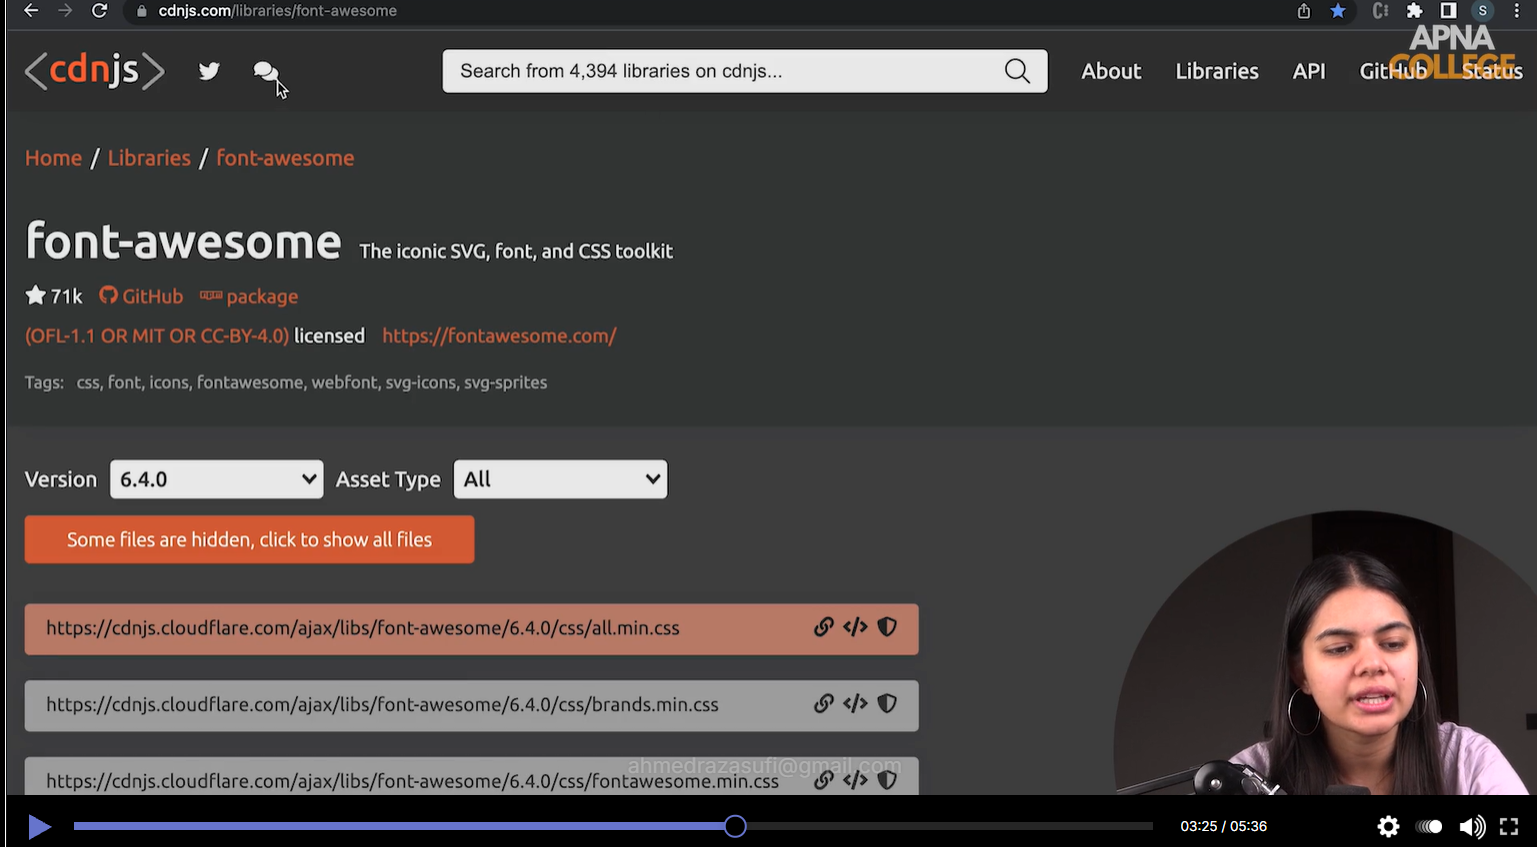 cdnjs.com/libraries/font-awesome
S
APNA
COLLEGE
<cdnjs>
Search from 4,394 libraries on cdnjs...
About
Libraries
API
GitHub
Status
Home / Libraries / font-awesome
font-awesome The iconic SVG, font, and CSS toolkit
71k GitHub npm package
(OFL-1.1 OR MIT OR CC-BY-4.0) licensed https://fontawesome.com/
Tags: css, font, icons, fontawesome, webfont, svg-icons, svg-sprites
Version 6.4.0 Asset Type All
Some files are hidden, click to show all files
https://cdnjs.cloudflare.com/ajax/libs/font-awesome/6.4.0/css/all.min.css </>
https://cdnjs.cloudflare.com/ajax/libs/font-awesome/6.4.0/css/brands.min.css </>
ahmedrazasufi@gmail.com
https://cdnjs.cloudflare.com/ajax/libs/font-awesome/6.4.0/css/fontawesome.min.css </>
03:25 / 05:36